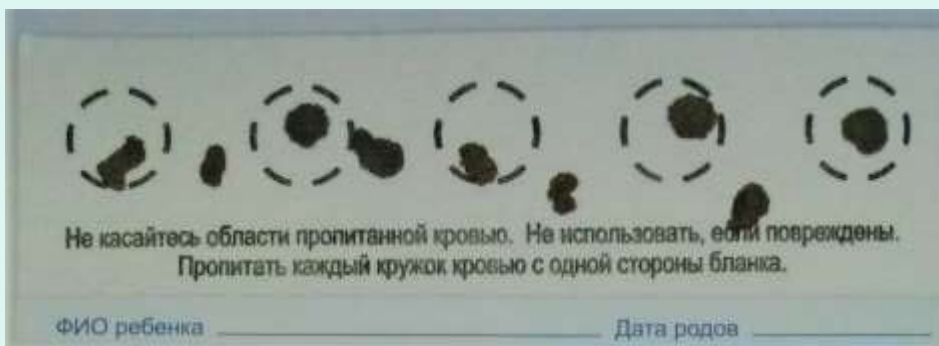 Не касайтесь области пропитанной кровью. Не использовать, если повреждены.
Пропитать каждый кружок кровью с одной стороны бланка.
ФИО ребенка Дата родов